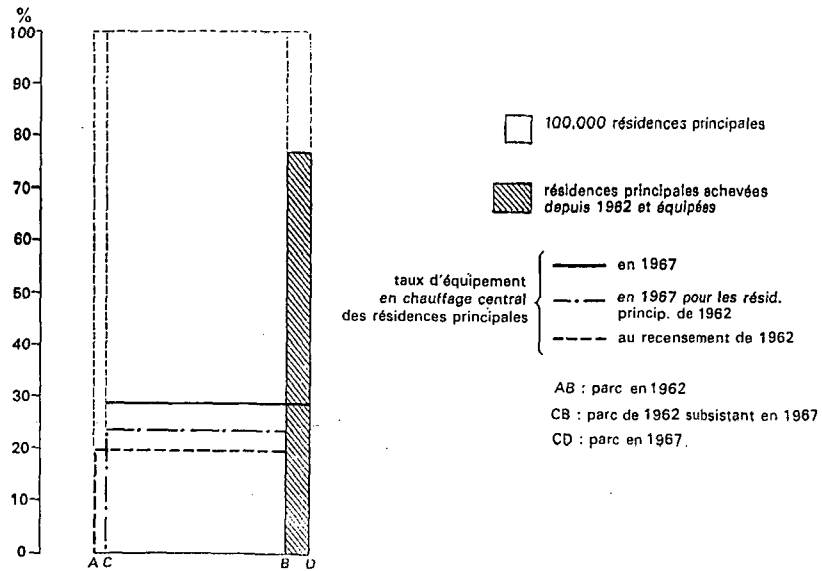 %
100
90
80
70
60
50
40
30
20
10
0
A C B D
100,000 résidences principales
résidences principales achevées
depuis 1962 et équipées
taux d'équipement
en chauffage central
des résidences principales
en 1967
en 1967 pour les résid.
princip. de 1962
au recensement de 1962
AB : parc en 1962
CB : parc de 1962 subsistant en 1967
CD : parc en 1967.